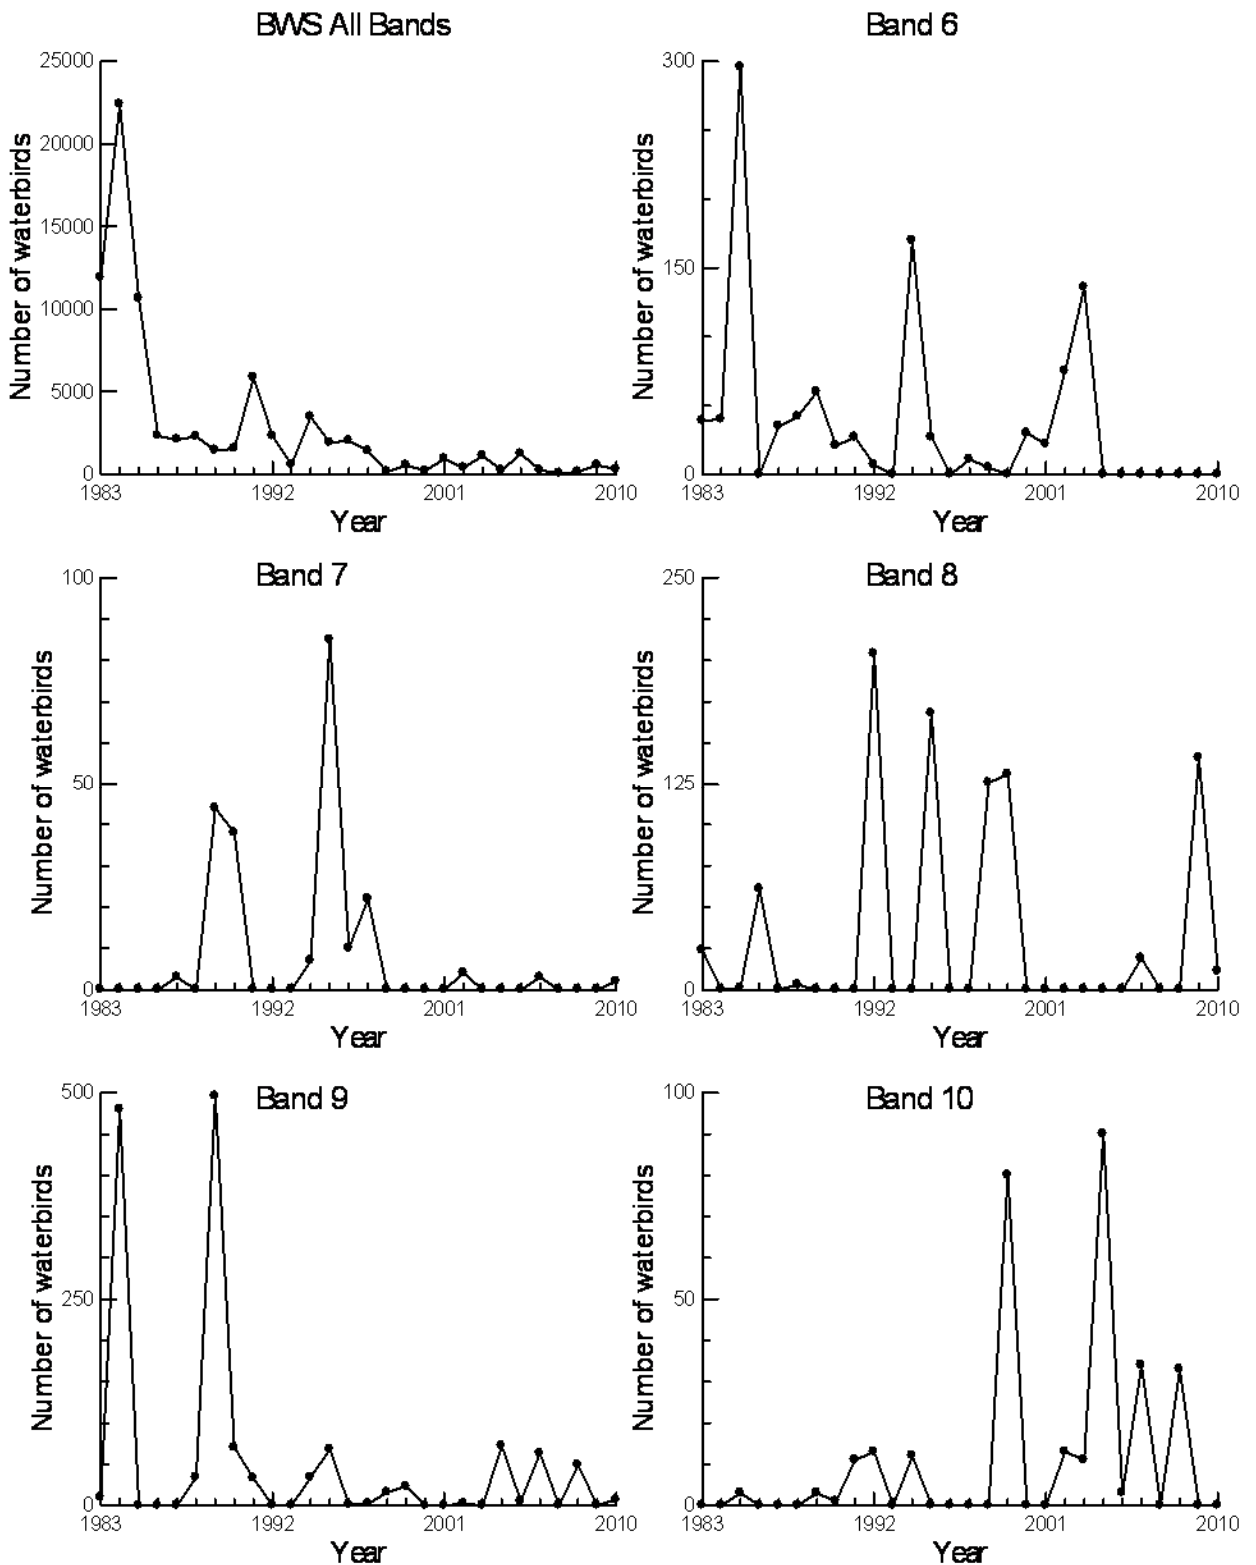 BWS All Bands
25000
20000
15000
10000
5000
0
Number of waterbirds
1983
1992
2001
2010
Year
Band 6
300
150
0
Number of waterbirds
1983
1992
2001
2010
Year
Band 7
100
50
0
Number of waterbirds
1983
1992
2001
2010
Year
Band 8
250
125
0
Number of waterbirds
1983
1992
2001
2010
Year
Band 9
500
250
0
Number of waterbirds
1983
1992
2001
2010
Year
Band 10
100
50
0
Number of waterbirds
1983
1992
2001
2010
Year